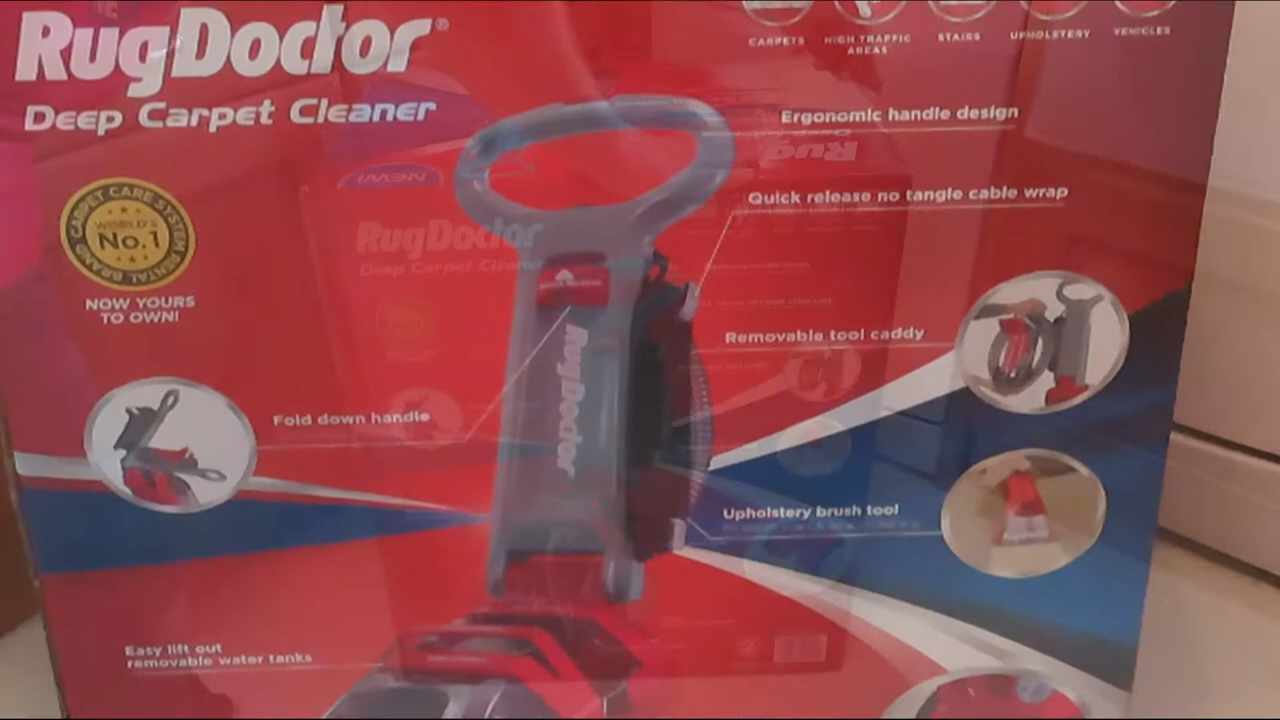 RugDoctor®
Deep Carpet Cleaner
CARPETS
HIGH TRAFFIC
AREAS
STAIRS
UPHOLSTERY
VEHICLES
Ergonomic handle design
Rug
Quick release no tangle cable wrap
NEW!
CARPET CARE SYSTEM
WORLD'S
No.1
RENTAL BRAND
NOW YOURS
TO OWN!
RugDoctor
Deep Carpet Cleaner
Removable tool caddy
RugDoctor
Fold down handle
Upholstery brush tool
Easy lift out
removable water tanks